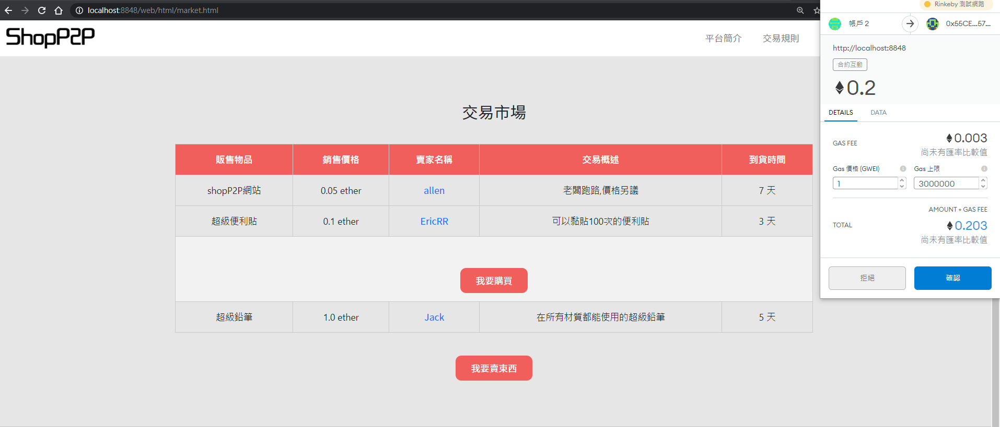 localhost:8848/web/html/market.html
ShopP2P
平台簡介 交易規則
交易市場
販售物品 銷售價格 賣家名稱 交易概述 到貨時間
shopP2P網站 0.05 ether allen 老闆跑路,價格另議 7 天
超級便利貼 0.1 ether EricRR 可以黏貼100次的便利貼 3 天
我要購買
超級鉛筆 1.0 ether Jack 在所有材質都能使用的超級鉛筆 5 天
我要賣東西
Rinkeby 測試網路
帳戶 2 0x55CE...57...
http://localhost:8848
合約互動
0.2
DETAILS DATA
GAS FEE 0.003
尚未有匯率比較值
Gas 價格 (GWEI) Gas 上限
1 3000000
AMOUNT + GAS FEE
TOTAL 0.203
尚未有匯率比較值
拒絕 確認